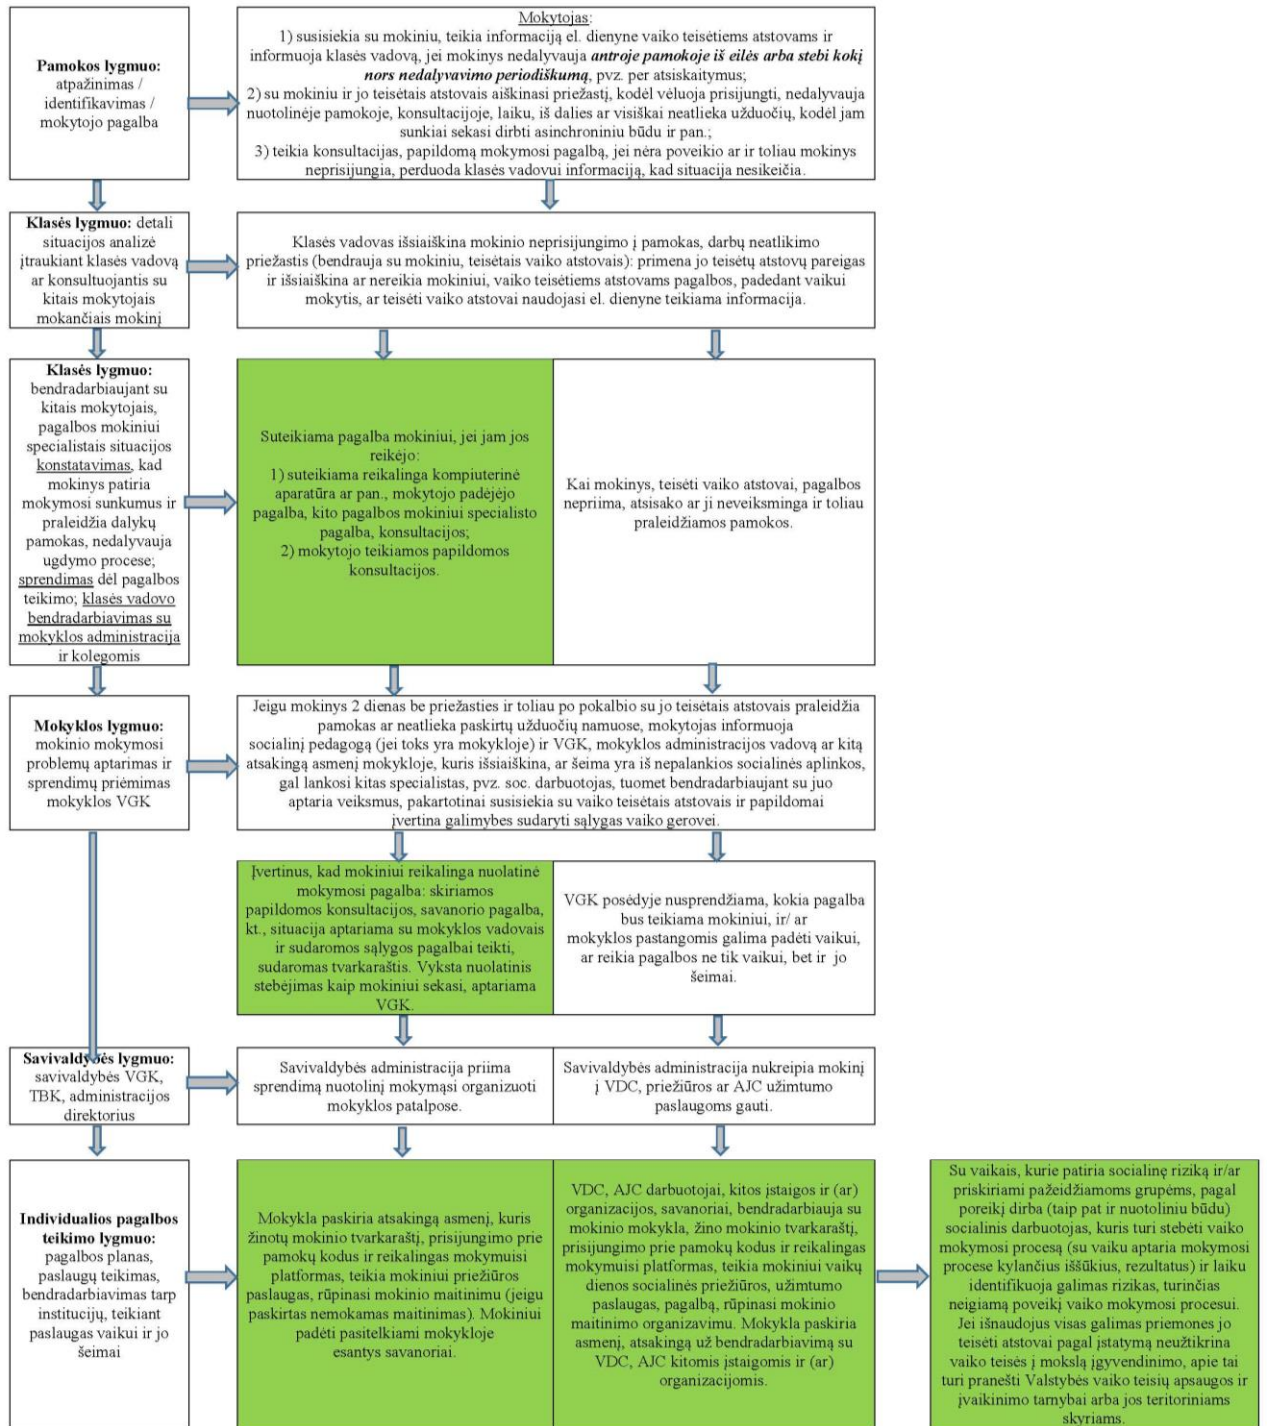 Pamokos lygmuo:
atpažinimas /
identifikavimas /
mokytojo pagalba
Mokytojas:
1) susisiekia su mokiniu, teikia informaciją el. dienyne vaiko teisėtiems atstovams ir
informuoja klasės vadovą, jei mokinys nedalyvauja antroje pamokoje iš eilės arba stebi kokį
nors nedalyvavimo periodiškumą, pvz. per atsiskaitymus;
2) su mokiniu ir jo teisėtais atstovais aiškinasi priežastį, kodėl vėluoja prisijungti, nedalyvauja
nuotolinėje pamokoje, konsultacijoje, laiku, iš dalies ar visiškai neatlieka užduočių, kodėl jam
sunkiai sekasi dirbti asinchroniniu būdu ir pan.;
3) teikia konsultacijas, papildomą mokymosi pagalbą, jei nėra poveikio ar ir toliau mokinys
neprisijungia, perduoda klasės vadovui informaciją, kad situacija nesikeičia.
Klasės lygmuo: detali
situacijos analizė
įtraukiant klasės vadovą
ar konsultuojantis su
kitais mokytojais
mokančiais mokinį
Klasės vadovas išsiaiškina mokinio neprisijungimo į pamokas, darbų neatlikimo
priežastis (bendrauja su mokiniu, teisėtais vaiko atstovais): primena jo teisėtų atstovų pareigas
ir išsiaiškina ar nereikia mokiniui, vaiko teisėtiems atstovams pagalbos, padedant vaikui
mokytis, ar teisėti vaiko atstovai naudojasi el. dienyne teikiama informacija.
Klasės lygmuo:
bendradarbiaujant su
kitais mokytojais,
pagalbos mokiniui
specialistais situacijos
konstatavimas, kad
mokinys patiria
mokymosi sunkumus ir
praleidžia dalykų
pamokas, nedalyvauja
ugdymo procese;
sprendimas dėl pagalbos
teikimo; klasės vadovo
bendradarbiavimas su
mokyklos administracija
ir kolegomis
Suteikiama pagalba mokiniui, jei jam jos
reikėjo:
1) suteikiama reikalinga kompiuterinė
aparatūra ar pan., mokytojo padėjėjo
pagalba, kito pagalbos mokiniui specialisto
pagalba, konsultacijos;
2) mokytojo teikiamos papildomos
konsultacijos.
Kai mokinys, teisėti vaiko atstovai, pagalbos
nepriima, atsisako ar ji neveiksminga ir toliau
praleidžiamos pamokos.
Mokyklos lygmuo:
mokinio mokymosi
problemų aptarimas ir
sprendimų priėmimas
mokyklos VGK
Jeigu mokinys 2 dienas be priežasties ir toliau po pokalbio su jo teisėtais atstovais praleidžia
pamokas ar neatlieka paskirtų užduočių namuose, mokytojas informuoja
socialinį pedagogą (jei toks yra mokykloje) ir VGK, mokyklos administracijos vadovą ar kitą
atsakingą asmenį mokykloje, kuris išsiaiškina, ar šeima yra iš nepalankios socialinės aplinkos,
gal lankosi kitas specialistas, pvz. soc. darbuotojas, tuomet bendradarbiaujant su juo
aptaria veiksmus, pakartotinai susisiekia su vaiko teisėtais atstovais ir papildomai
įvertina galimybes sudaryti sąlygas vaiko gerovei.
Įvertinus, kad mokiniui reikalinga nuolatinė
mokymosi pagalba: skiriamos
papildomos konsultacijos, savanorio pagalba,
kt., situacija aptariama su mokyklos vadovais
ir sudaromos sąlygos pagalbai teikti,
sudaromas tvarkaraštis. Vyksta nuolatinis
stebėjimas kaip mokiniui sekasi, aptariama
VGK.
VGK posėdyje nusprendžiama, kokia pagalba
bus teikiama mokiniui, ir/ ar
mokyklos pastangomis galima padėti vaikui,
ar reikia pagalbos ne tik vaikui, bet ir jo
šeimai.
Savivaldybės lygmuo:
savivaldybės VGK,
TBK, administracijos
direktorius
Savivaldybės administracija priima
sprendimą nuotolinį mokymąsi organizuoti
mokyklos patalpose.
Savivaldybės administracija nukreipia mokinį
į VDC, priežiūros ar AJC užimtumo
paslaugoms gauti.
Individualios pagalbos
teikimo lygmuo:
pagalbos planas,
paslaugų teikimas,
bendradarbiavimas tarp
institucijų, teikiant
paslaugas vaikui ir jo
šeimai
Mokykla paskiria atsakingą asmenį, kuris
žinotų mokinio tvarkaraštį, prisijungimo prie
pamokų kodus ir reikalingas mokymuisi
platformas, teikia mokiniui priežiūros
paslaugas, rūpinasi mokinio maitinimu (jeigu
paskirtas nemokamas maitinimas). Mokiniui
padėti pasitelkiami mokykloje
esantys savanoriai.
VDC, AJC darbuotojai, kitos įstaigos ir (ar)
organizacijos, savanoriai, bendradarbiauja su
mokinio mokykla, žino mokinio tvarkaraštį,
prisijungimo prie pamokų kodus ir reikalingas
mokymuisi platformas, teikia mokiniui vaikų
dienos socialinės priežiūros, užimtumo
paslaugas, pagalbą, rūpinasi mokinio
maitinimo organizavimu. Mokykla paskiria
asmenį, atsakingą už bendradarbiavimą su
VDC, AJC kitomis įstaigomis ir (ar)
organizacijomis.
Su vaikais, kurie patiria socialinę riziką ir/ar
priskiriami pažeidžiamoms grupėms, pagal
poreikį dirba (taip pat ir nuotoliniu būdu)
socialinis darbuotojas, kuris turi stebėti vaiko
mokymosi procesą (su vaiku aptaria mokymosi
procese kylančius iššūkius, rezultatus) ir laiku
identifikuoja galimas rizikas, turinčias
neigiamą poveikį vaiko mokymosi procesui.
Jei išnaudojus visas galimas priemones jo
teisėti atstovai pagal įstatymą neužtikrina
vaiko teisės į mokslą įgyvendinimo, apie tai
turi pranešti Valstybės vaiko teisių apsaugos ir
įvaikinimo tarnybai arba jos teritoriniams
skyriams.